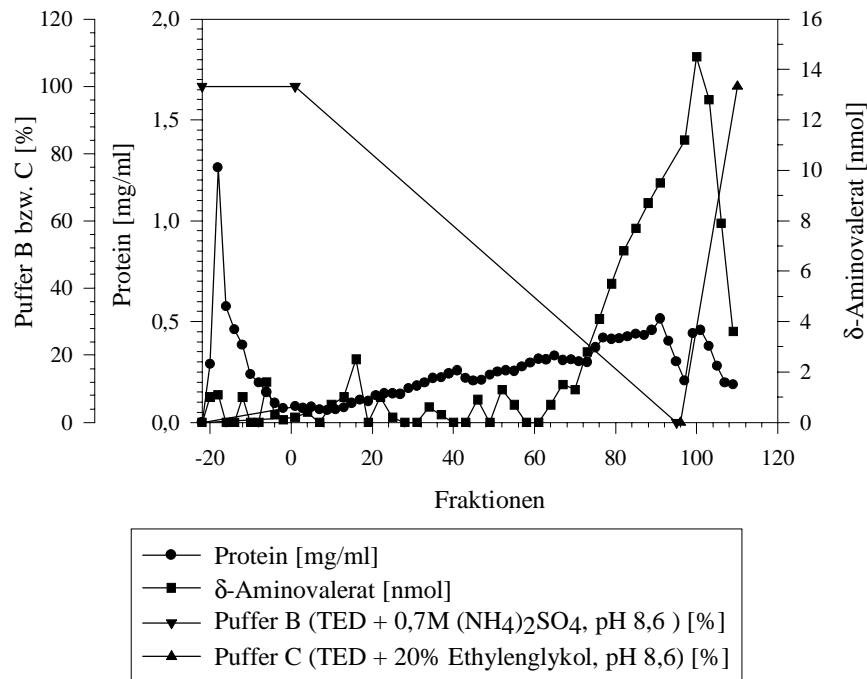 120
100
80
60
40
20
0
Puffer B bzw. C [%]
2,0
1,5
1,0
0,5
0,0
Protein [mg/ml]
16
14
12
10
8
6
4
2
0
δ-Aminovalerat [nmol]
-20 0 20 40 60 80 100 120
Fraktionen
Protein [mg/ml]
δ-Aminovalerat [nmol]
Puffer B (TED + 0,7M (NH4)2SO4, pH 8,6 ) [%]
Puffer C (TED + 20% Ethylenglykol, pH 8,6) [%]